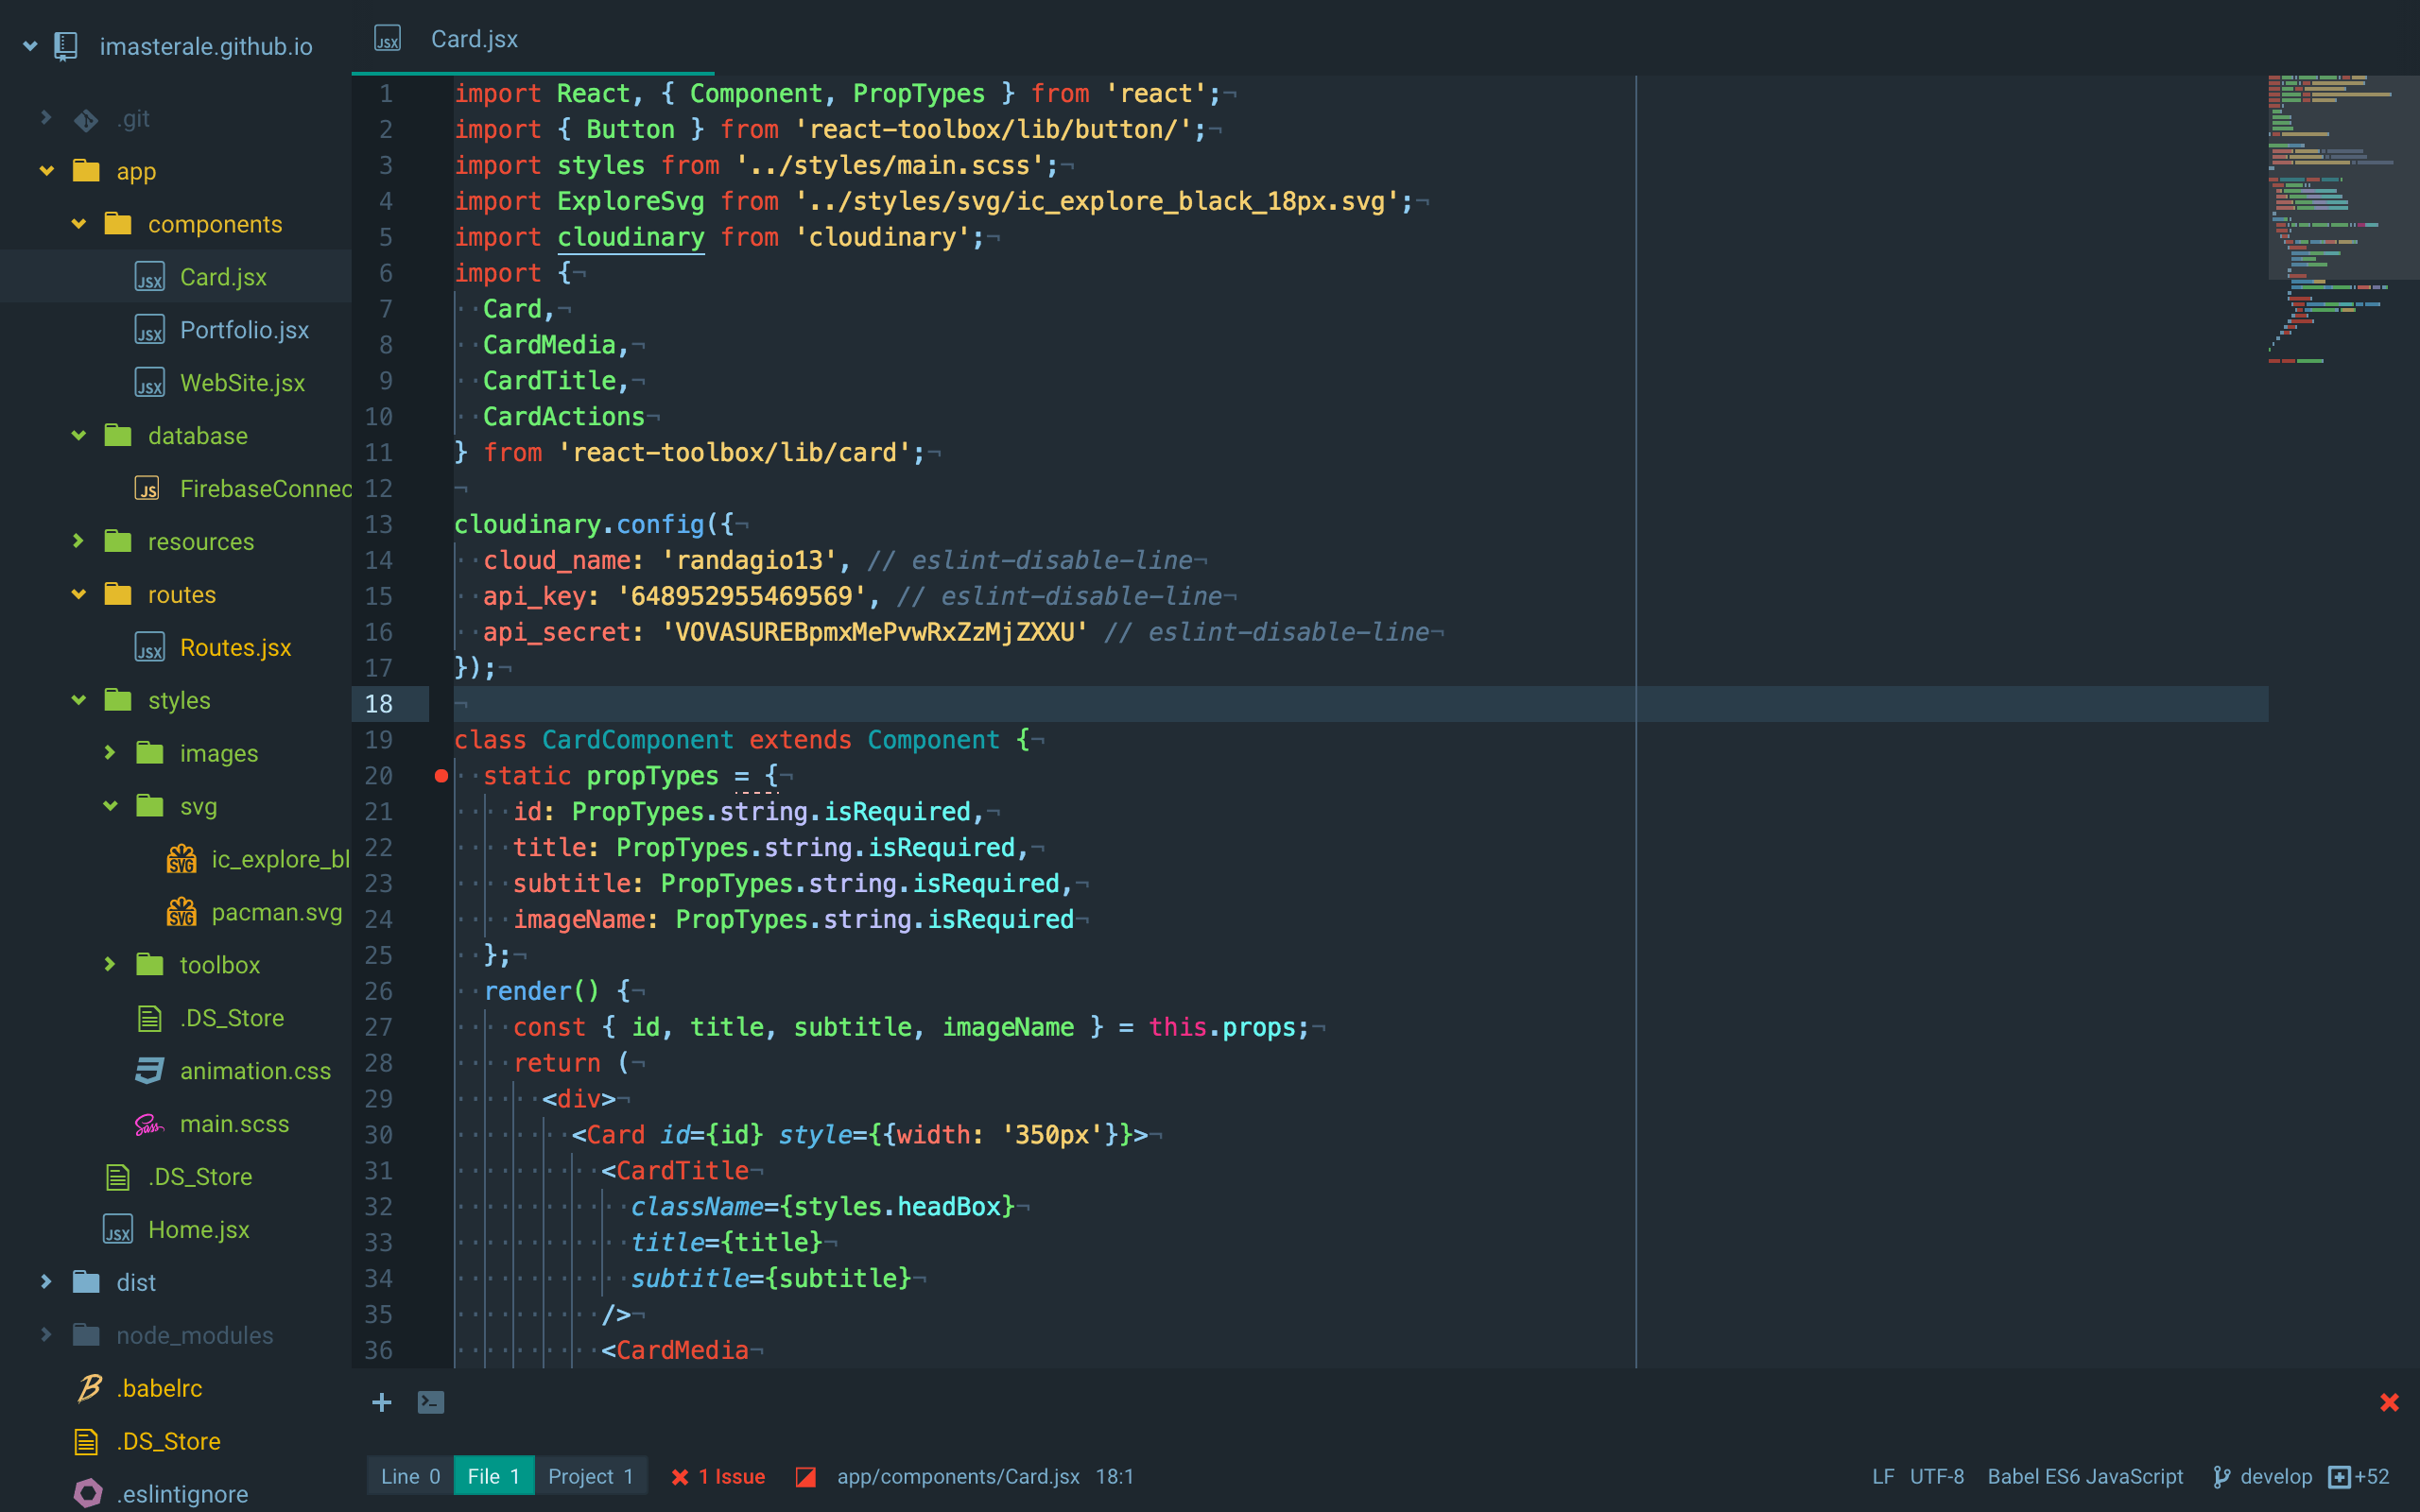 imasterale.github.io
.git
app
components
Card.jsx
Portfolio.jsx
WebSite.jsx
database
FirebaseConnec
resources
routes
Routes.jsx
styles
images
svg
ic_explore_bl
pacman.svg
toolbox
.DS_Store
animation.css
main.scss
.DS_Store
Home.jsx
dist
node_modules
.babelrc
.DS_Store
.eslintignore
Card.jsx
1 import React, { Component, PropTypes } from 'react';
2 import { Button } from 'react-toolbox/lib/button/';
3 import styles from '../styles/main.scss';
4 import ExploreSvg from '../styles/svg/ic_explore_black_18px.svg';
5 import cloudinary from 'cloudinary';
6 import {
7 Card,
8 CardMedia,
9 CardTitle,
10 CardActions
11 } from 'react-toolbox/lib/card';
12
13 cloudinary.config({
14 cloud_name: 'randagio13', // eslint-disable-line
15 api_key: '648952955469569', // eslint-disable-line
16 api_secret: 'VOVASUREBpmxMePvwRxZzMjZXXU' // eslint-disable-line
17 });
18
19 class CardComponent extends Component {
20 static propTypes = {
21 id: PropTypes.string.isRequired,
22 title: PropTypes.string.isRequired,
23 subtitle: PropTypes.string.isRequired,
24 imageName: PropTypes.string.isRequired
25 };
26 render() {
27 const { id, title, subtitle, imageName } = this.props;
28 return (
29 <div>
30 <Card id={id} style={{width: '350px'}}>
31 <CardTitle
32 className={styles.headBox}
33 title={title}
34 subtitle={subtitle}
35 />
36 <CardMedia
Line 0 File 1 Project 1 1 Issue app/components/Card.jsx 18:1 LF UTF-8 Babel ES6 JavaScript develop +52